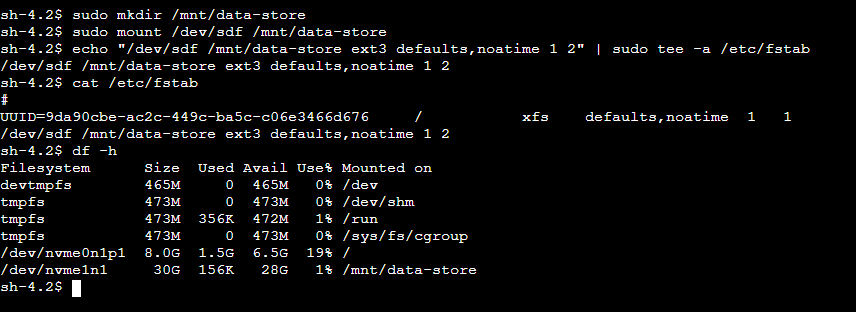 sh-4.2$ sudo mkdir /mnt/data-store
sh-4.2$ sudo mount /dev/sdf /mnt/data-store
sh-4.2$ echo "/dev/sdf /mnt/data-store ext3 defaults,noatime 1 2" | sudo tee -a /etc/fstab
/dev/sdf /mnt/data-store ext3 defaults,noatime 1 2
sh-4.2$ cat /etc/fstab
#
UUID=9da90cbe-ac2c-449c-ba5c-c06e3466d676     /           xfs    defaults,noatime  1   1
/dev/sdf /mnt/data-store ext3 defaults,noatime 1 2
sh-4.2$ df -h
Filesystem      Size  Used Avail Use% Mounted on
devtmpfs        465M     0  465M   0% /dev
tmpfs           473M     0  473M   0% /dev/shm
tmpfs           473M  356K  472M   1% /run
tmpfs           473M     0  473M   0% /sys/fs/cgroup
/dev/nvme0n1p1  8.0G  1.5G  6.5G  19% /
/dev/nvme1n1     30G  156K   28G   1% /mnt/data-store
sh-4.2$